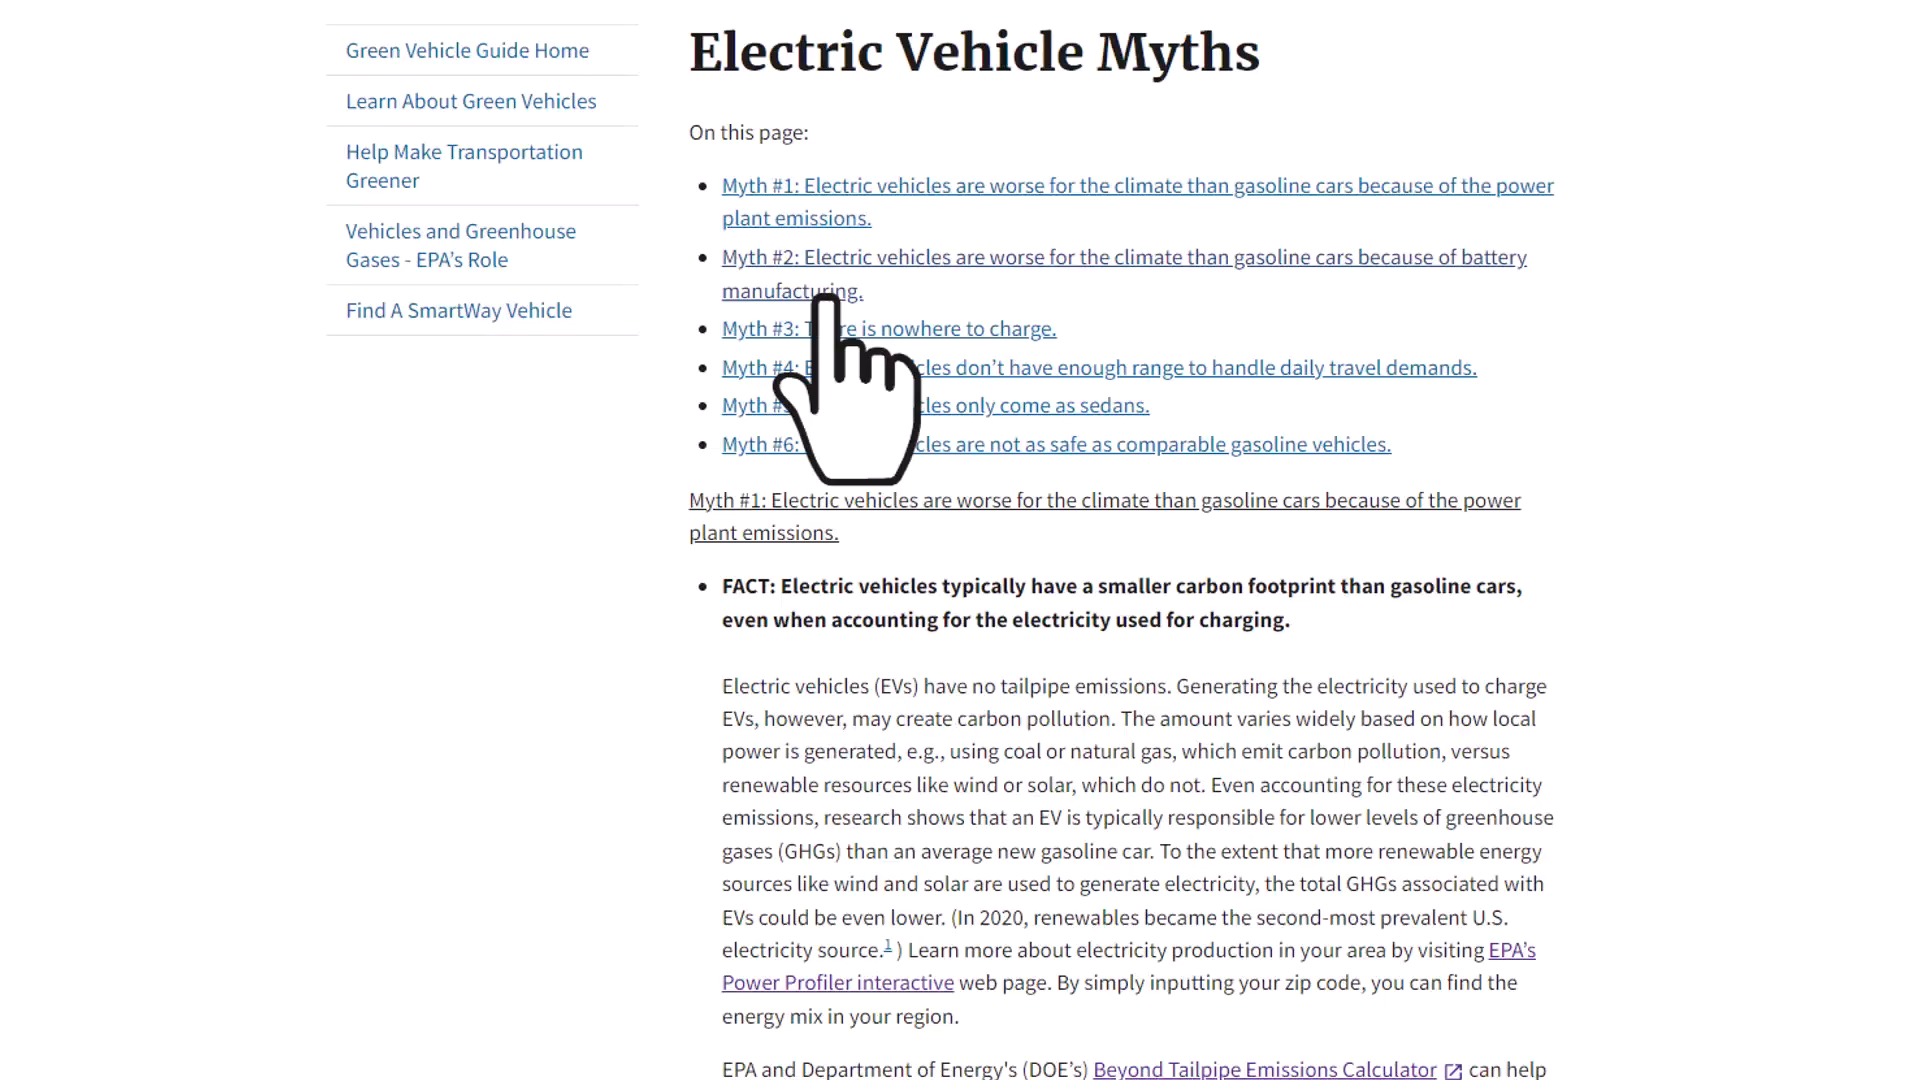 Green Vehicle Guide Home
Learn About Green Vehicles
Help Make Transportation
Greener
Vehicles and Greenhouse
Gases - EPA's Role
Find A SmartWay Vehicle
Electric Vehicle Myths
On this page:
Myth #1: Electric vehicles are worse for the climate than gasoline cars because of the power
plant emissions.
Myth #2: Electric vehicles are worse for the climate than gasoline cars because of battery
manufacturing.
Myth #3: is nowhere to charge.
Myth #4: don't have enough range to handle daily travel demands.
Myth only come as sedans.
Myth #6: are not as safe as comparable gasoline vehicles.
Myth #1: Electric vehicles are worse for the climate than gasoline cars because of the power
plant emissions.
FACT: Electric vehicles typically have a smaller carbon footprint than gasoline cars,
even when accounting for the electricity used for charging.
Electric vehicles (EVs) have no tailpipe emissions. Generating the electricity used to charge
EVs, however, may create carbon pollution. The amount varies widely based on how local
power is generated, e.g., using coal or natural gas, which emit carbon pollution, versus
renewable resources like wind or solar, which do not. Even accounting for these electricity
emissions, research shows that an EV is typically responsible for lower levels of greenhouse
gases (GHGs) than an average new gasoline car. To the extent that more renewable energy
sources like wind and solar are used to generate electricity, the total GHGs associated with
EVs could be even lower. (In 2020, renewables became the second-most prevalent U.S.
electricity source.1 ) Learn more about electricity production in your area by visiting EPA's
Power Profiler interactive web page. By simply inputting your zip code, you can find the
energy mix in your region.
EPA and Department of Energy's (DOE's) Beyond Tailpipe Emissions Calculator can help